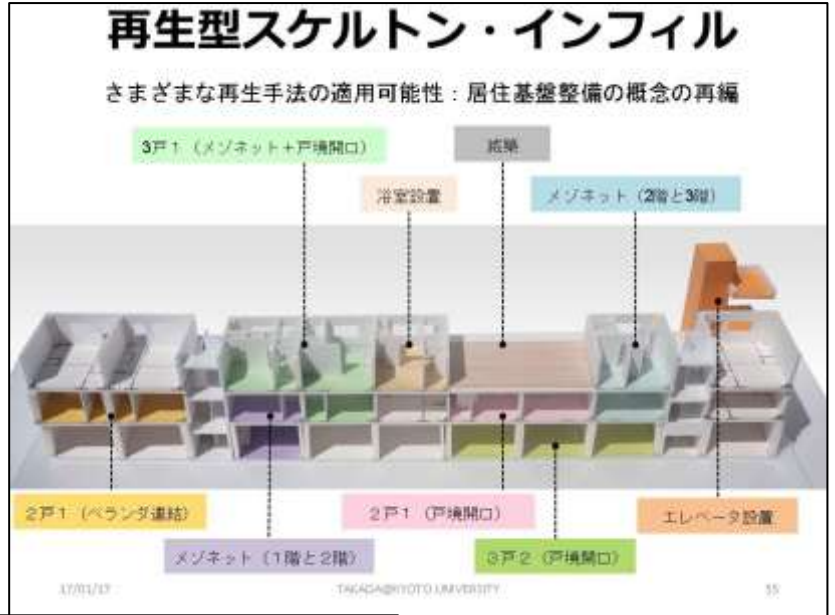 再生型スケルトン・インフィル
さまざまな再生手法の適用可能性：居住基盤整備の概念の再編
3戸1（メゾネット＋戸境開口）
減築
浴室設置
メゾネット（2階と3階）
2戸1（ベランダ連結）
2戸1（戸境開口）
エレベータ設置
メゾネット（1階と2階）
3戸2（戸境開口）
17/01/17
TAKADA@KYOTO UNIVERSITY
55